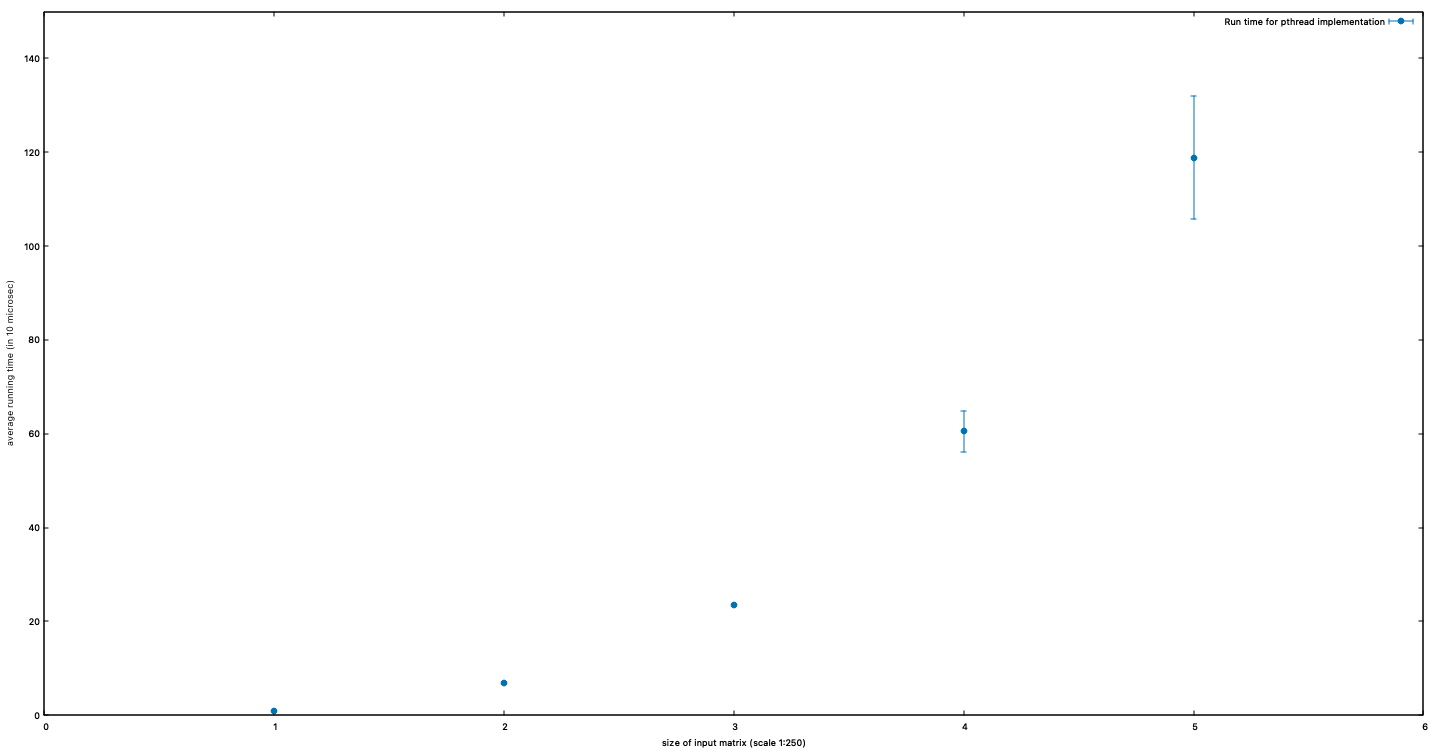 Run time for pthread implementation
140
120
100
80
60
40
20
0
average running time (in 10 microsec)
0 1 2 3 4 5 6
size of input matrix (scale 1:250)